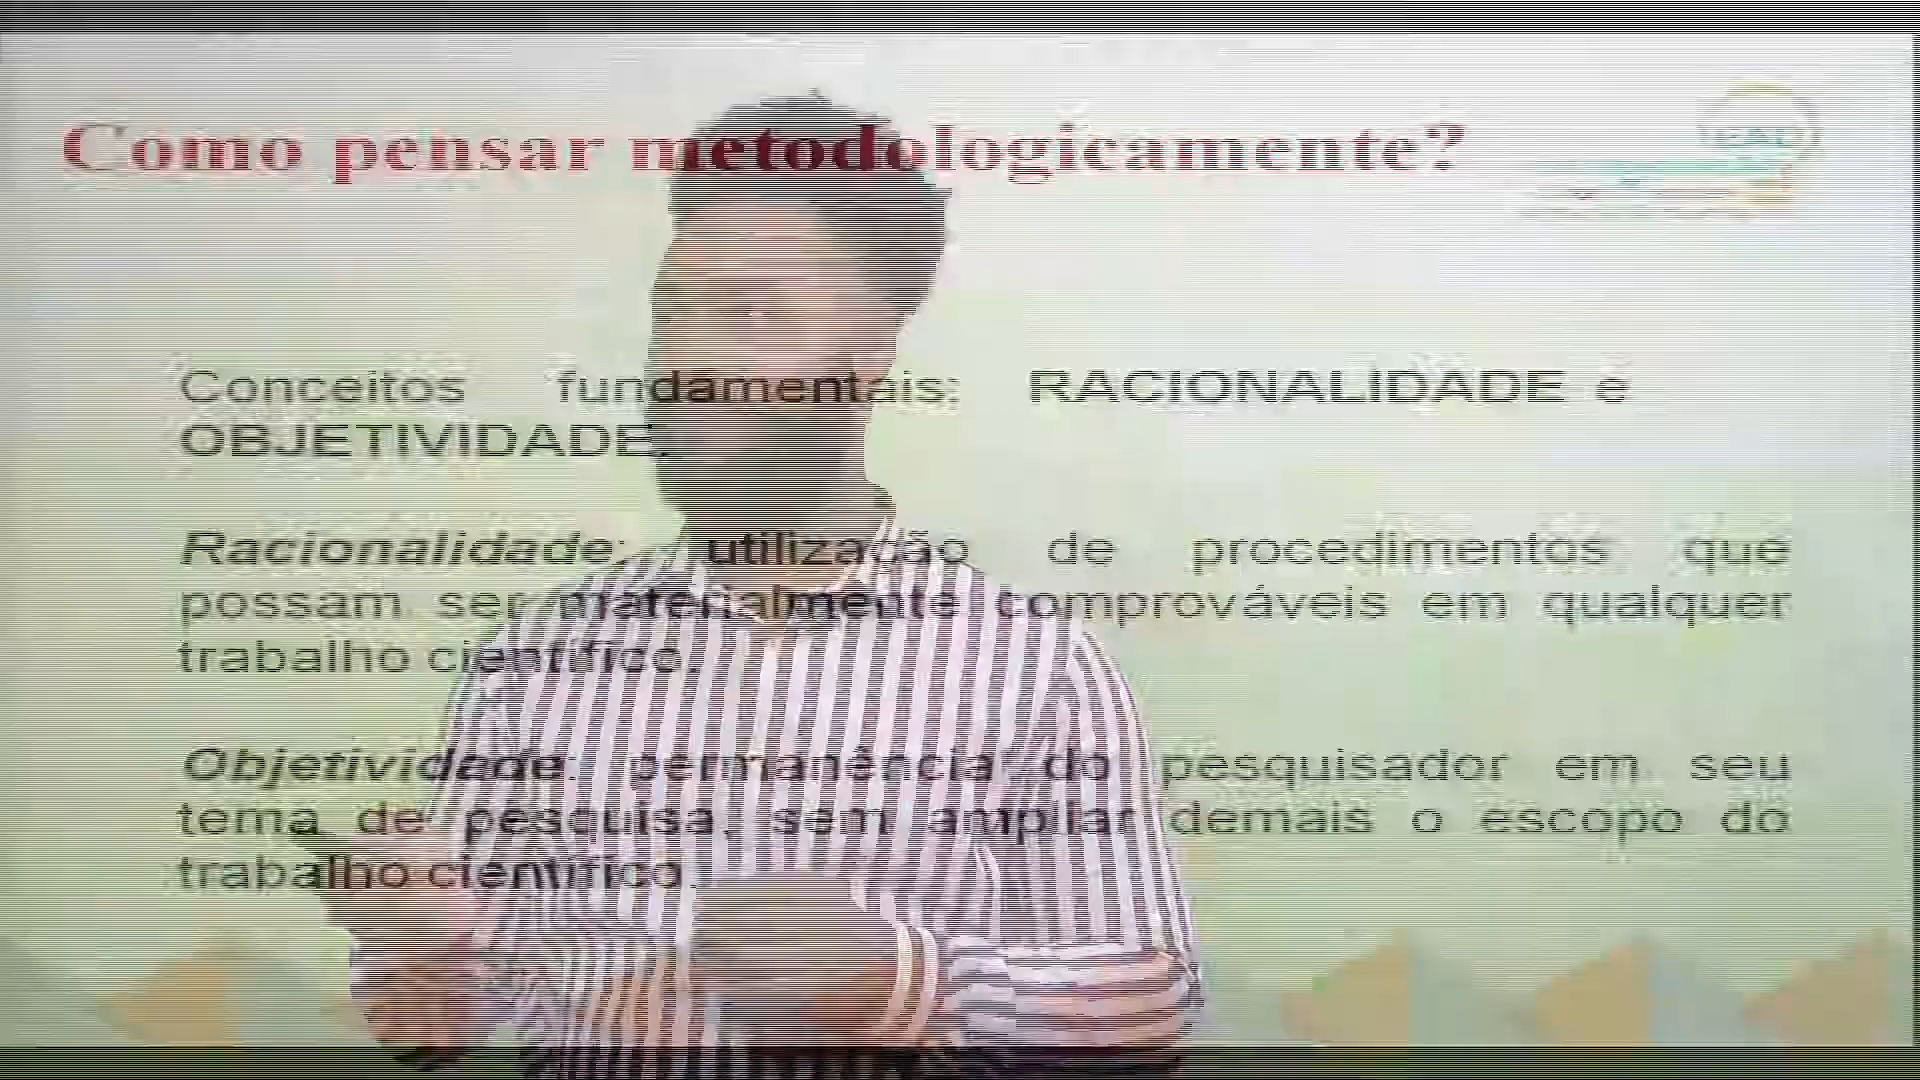 Como pensar metodologicamente?
Conceitos fundamentais: RACIONALIDADE e
OBJETIVIDADE.
Racionalidade: utilização de procedimentos que
possam ser materialmente comprováveis em qualquer
trabalho científico.
Objetividade: permanência do pesquisador em seu
tema de pesquisa, sem ampliar demais o escopo do
trabalho científico.